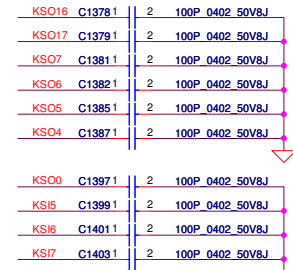 KSO16 C1378 1 2 100P_0402_50V8J
KSO17 C1379 1 2 100P_0402_50V8J
KSO7 C1381 1 2 100P_0402_50V8J
KSO6 C1382 1 2 100P_0402_50V8J
KSO5 C1385 1 2 100P_0402_50V8J
KSO4 C1387 1 2 100P_0402_50V8J
KSO0 C1397 1 2 100P_0402_50V8J
KSI5 C1399 1 2 100P_0402_50V8J
KSI6 C1401 1 2 100P_0402_50V8J
KSI7 C1403 1 2 100P_0402_50V8J